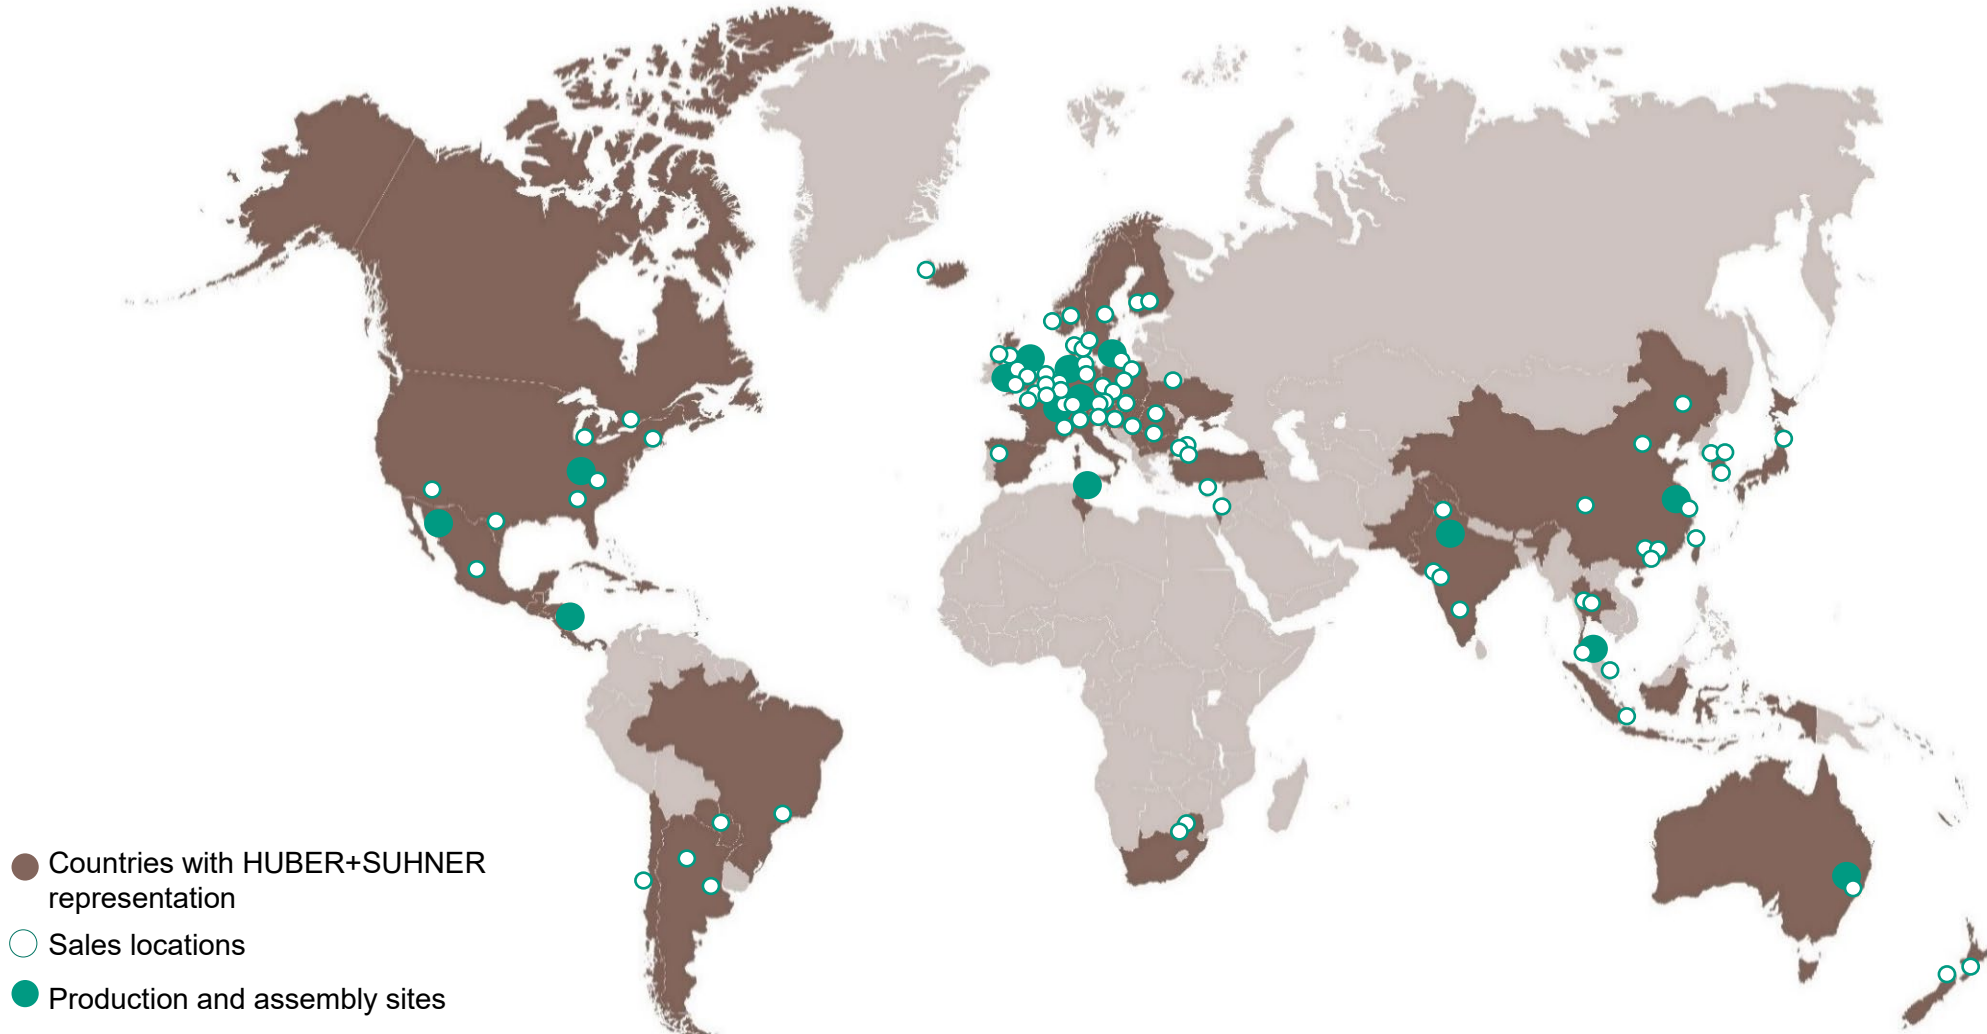 Countries with HUBER+SUHNER
representation
Sales locations
Production and assembly sites